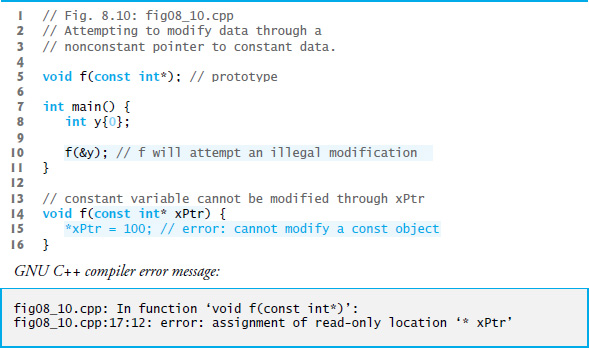 1 // Fig. 8.10: fig08_10.cpp
2 // Attempting to modify data through a
3 // nonconstant pointer to constant data.
4
5 void f(const int*); // prototype
6
7 int main() {
8 int y{0};
9
10 f(&y); // f will attempt an illegal modification
11 }
12
13 // constant variable cannot be modified through xPtr
14 void f(const int* xPtr) {
15 *xPtr = 100; // error: cannot modify a const object
16 }
GNU C++ compiler error message:
fig08_10.cpp: In function ‘void f(const int*)’:
fig08_10.cpp:17:12: error: assignment of read-only location ‘* xPtr’